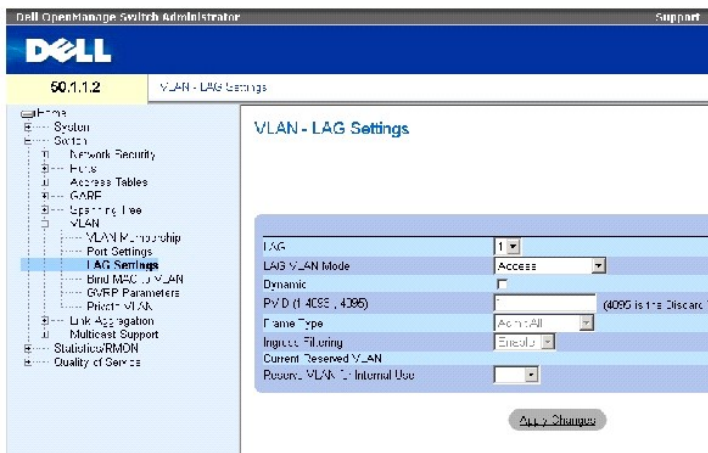 Dell OpenManage Switch Administrator
Support
DELL
50.1.1.2
VLAN - LAG Settings
Home
System
Switch
Network Security
Ports
Address Tables
GARP
Spanning Tree
VLAN
VLAN Membership
Port Settings
LAG Settings
Bind MAC to VLAN
GVRP Parameters
Private VLAN
Link Aggregation
Multicast Support
Statistics/RMON
Quality of Service
VLAN - LAG Settings
LAG 1
LAG VLAN Mode Access
Dynamic
PVID (1-4093, 4095) (4095 is the Discard
Frame Type Admit All
Ingress Filtering Enable
Current Reserved VLAN
Reserve VLAN for Internal Use
Apply Changes